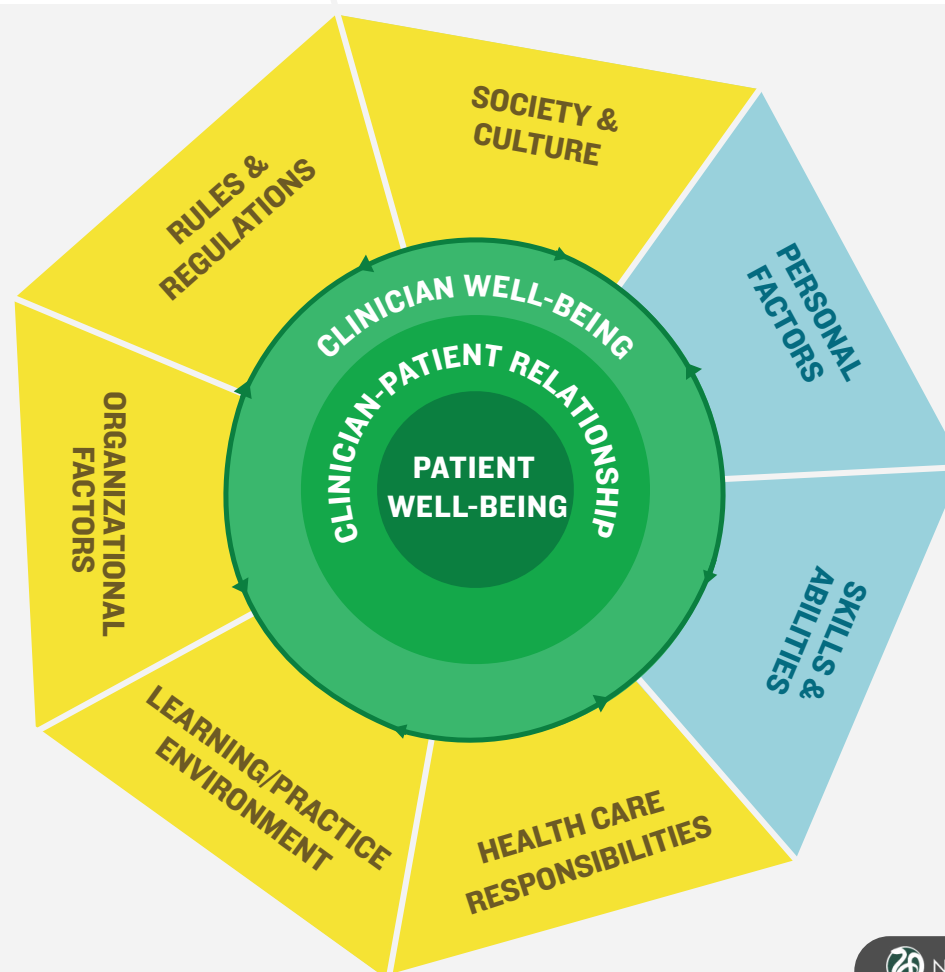 SOCIETY &
CULTURE
PERSONAL
FACTORS
SKILLS &
ABILITIES
HEALTH CARE
RESPONSIBILITIES
LEARNING/PRACTICE
ENVIRONMENT
ORGANIZATIONAL
FACTORS
RULES &
REGULATIONS
CLINICIAN WELL-BEING
CLINICIAN-PATIENT RELATIONSHIP
PATIENT
WELL-BEING